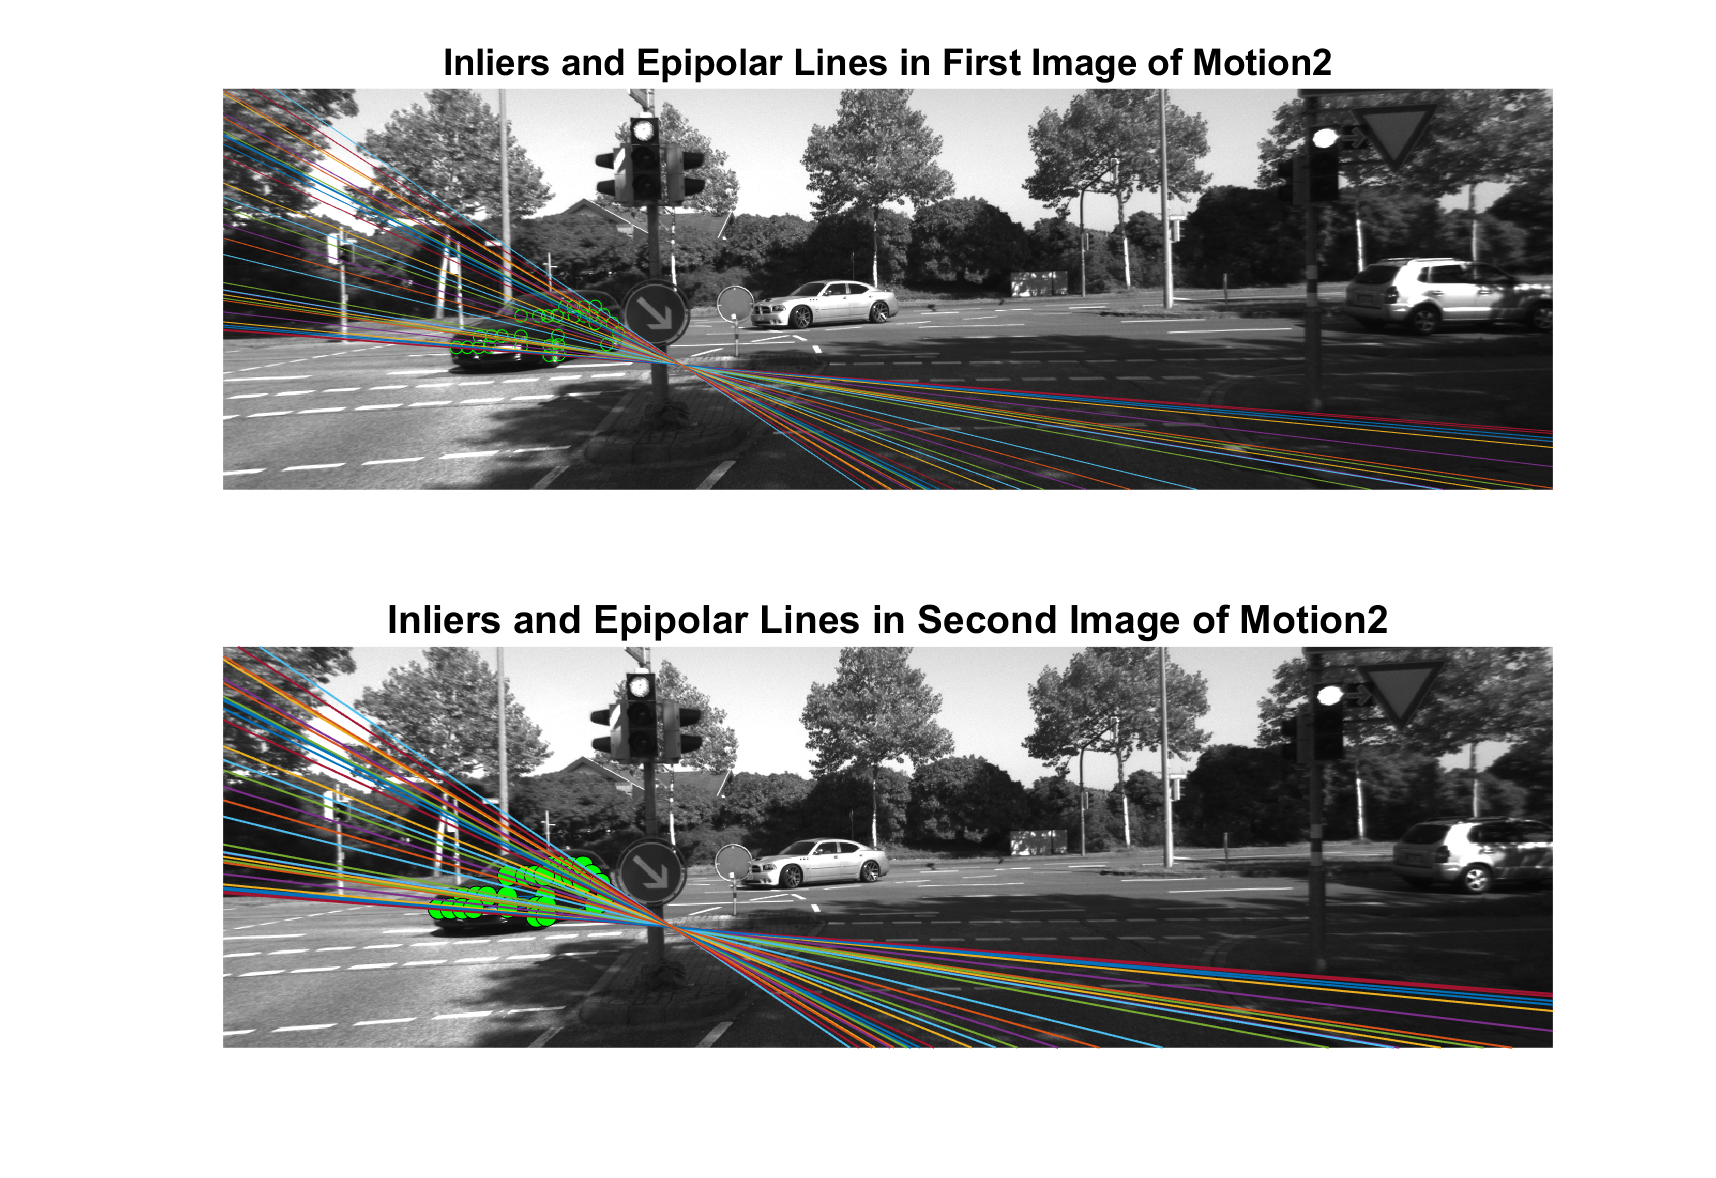 Inliers and Epipolar Lines in First Image of Motion2
Inliers and Epipolar Lines in Second Image of Motion2